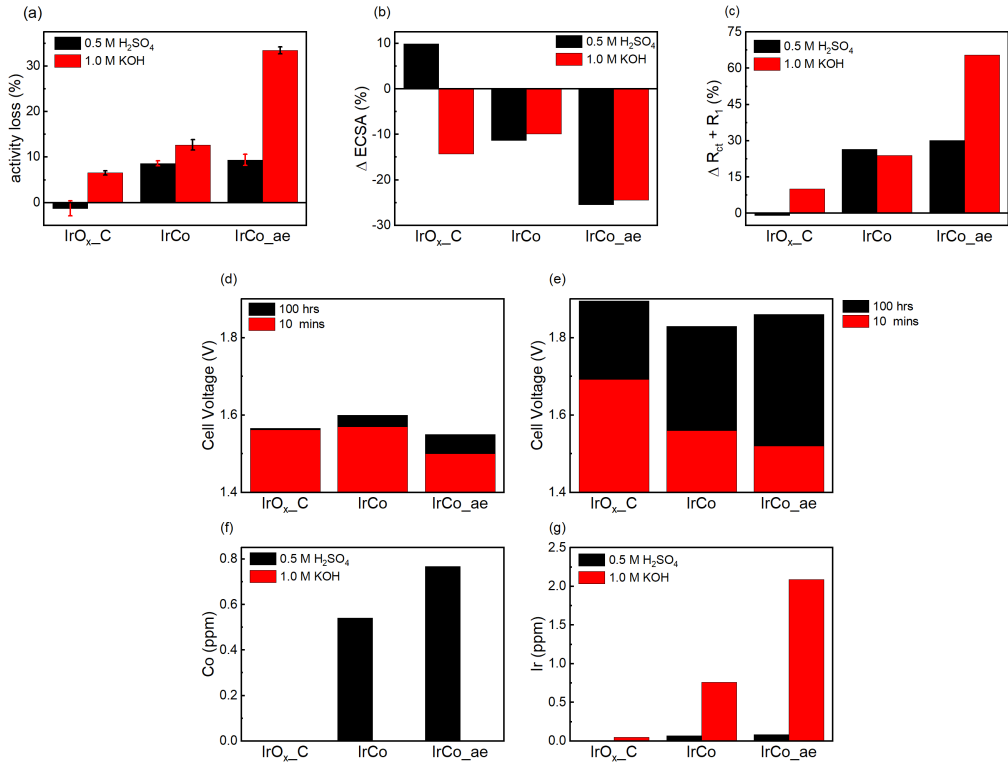 (a)
0.5 M H₂SO₄
1.0 M KOH
activity loss (%)
30
20
10
0
IrOₓ_C IrCo IrCo_ae
(b)
0.5 M H₂SO₄
1.0 M KOH
Δ ECSA (%)
10
0
-10
-20
-30
IrOₓ_C IrCo IrCo_ae
(c)
0.5 M H₂SO₄
1.0 M KOH
Δ R_ct + R₁ (%)
75
60
45
30
15
0
IrOₓ_C IrCo IrCo_ae
(d)
100 hrs
10 mins
Cell Voltage (V)
1.8
1.6
1.4
IrOₓ_C IrCo IrCo_ae
(e)
100 hrs
10 mins
Cell Voltage (V)
1.8
1.6
1.4
IrOₓ_C IrCo IrCo_ae
(f)
0.5 M H₂SO₄
1.0 M KOH
Co (ppm)
0.8
0.6
0.4
0.2
0.0
IrOₓ_C IrCo IrCo_ae
(g)
0.5 M H₂SO₄
1.0 M KOH
Ir (ppm)
2.5
2.0
1.5
1.0
0.5
0.0
IrOₓ_C IrCo IrCo_ae